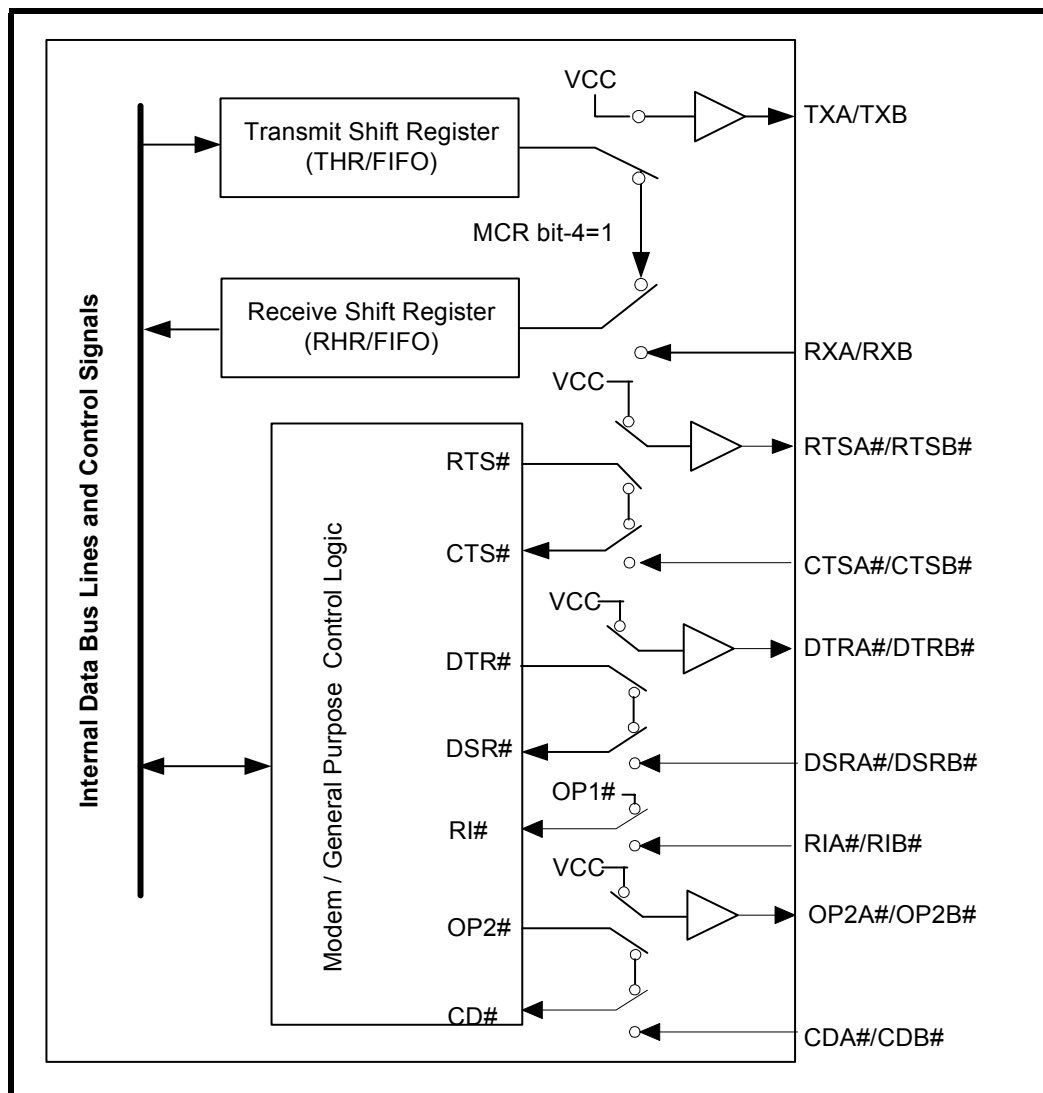 VCC
TXA/TXB
Transmit Shift Register
(THR/FIFO)
MCR bit-4=1
Receive Shift Register
(RHR/FIFO)
RXA/RXB
Internal Data Bus Lines and Control Signals
Modem / General Purpose Control Logic
VCC
RTSA#/RTSB#
RTS#
CTS#
CTSA#/CTSB#
VCC
DTRA#/DTRB#
DTR#
DSR#
DSRA#/DSRB#
OP1#
RI#
RIA#/RIB#
VCC
OP2A#/OP2B#
OP2#
CD#
CDA#/CDB#